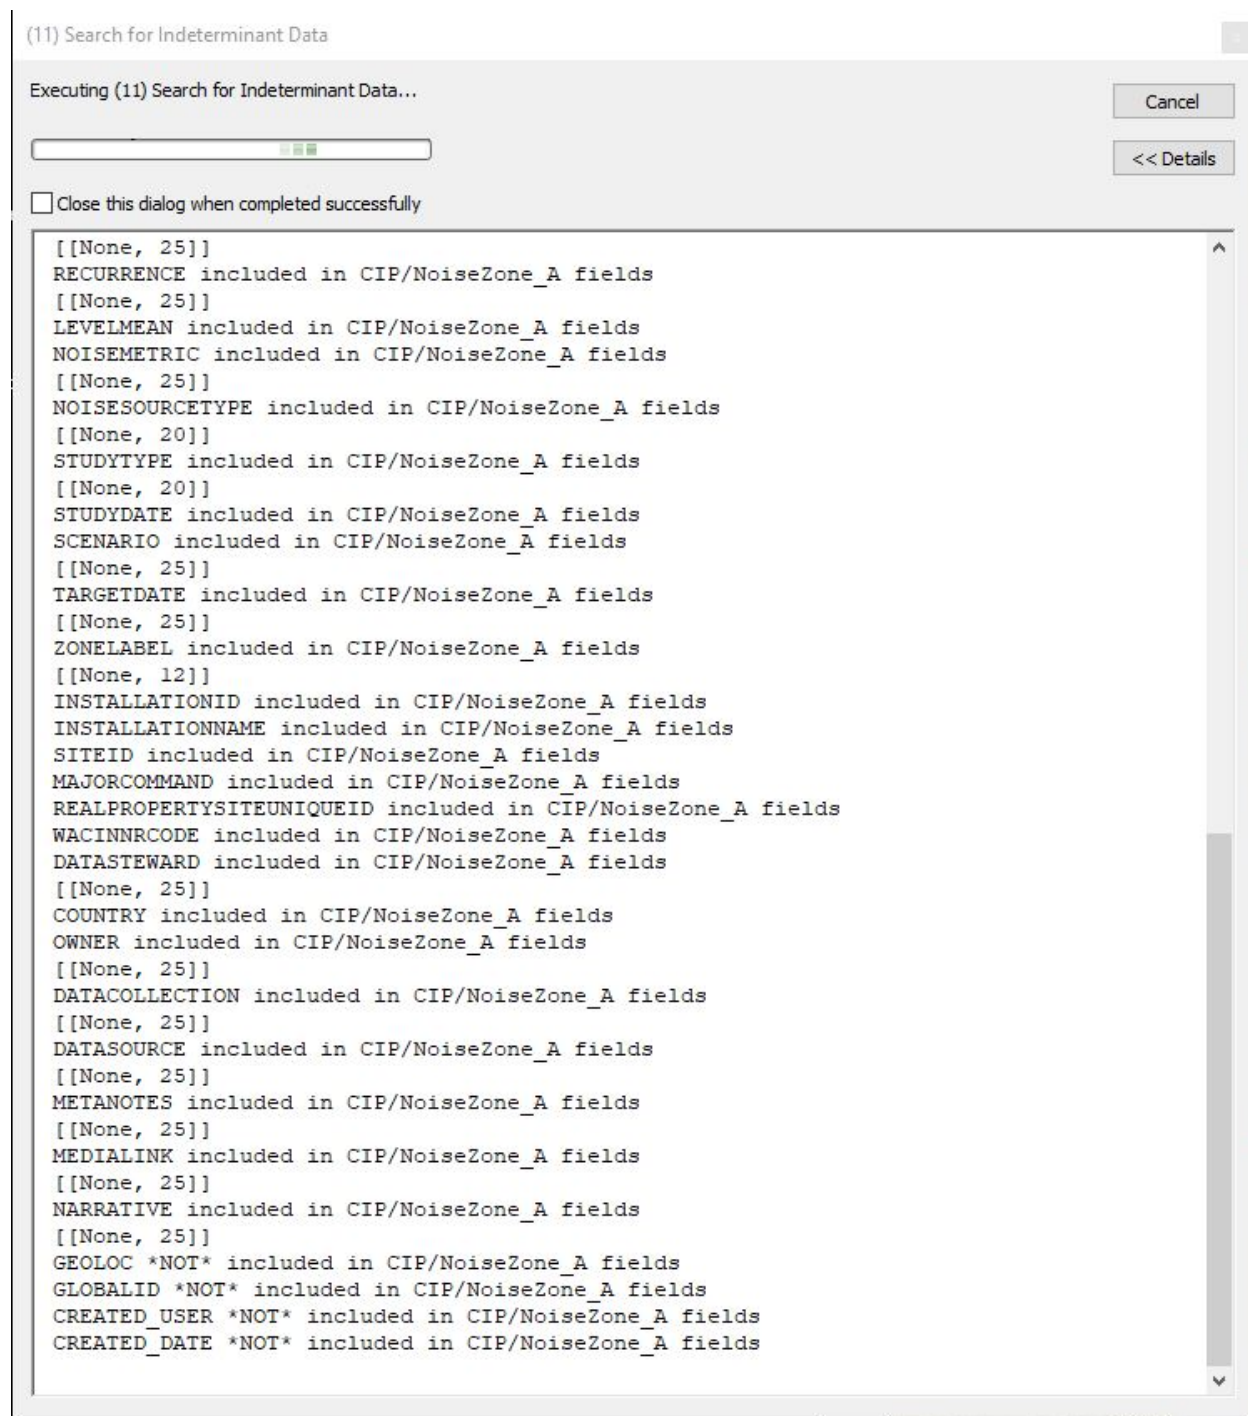 (11) Search for Indeterminant Data
Executing (11) Search for Indeterminant Data...
Cancel
<< Details
Close this dialog when completed successfully
[[None, 25]]
RECURRENCE included in CIP/NoiseZone_A fields
[[None, 25]]
LEVELMEAN included in CIP/NoiseZone_A fields
NOISEMETRIC included in CIP/NoiseZone_A fields
[[None, 25]]
NOISESOURCETYPE included in CIP/NoiseZone_A fields
[[None, 20]]
STUDYTYPE included in CIP/NoiseZone_A fields
[[None, 20]]
STUDYDATE included in CIP/NoiseZone_A fields
SCENARIO included in CIP/NoiseZone_A fields
[[None, 25]]
TARGETDATE included in CIP/NoiseZone_A fields
[[None, 25]]
ZONELABEL included in CIP/NoiseZone_A fields
[[None, 12]]
INSTALLATIONID included in CIP/NoiseZone_A fields
INSTALLATIONNAME included in CIP/NoiseZone_A fields
SITEID included in CIP/NoiseZone_A fields
MAJORCOMMAND included in CIP/NoiseZone_A fields
REALPROPERTYSITEUNIQUEID included in CIP/NoiseZone_A fields
WACINNRCODE included in CIP/NoiseZone_A fields
DATASTEWARD included in CIP/NoiseZone_A fields
[[None, 25]]
COUNTRY included in CIP/NoiseZone_A fields
OWNER included in CIP/NoiseZone_A fields
[[None, 25]]
DATACOLLECTION included in CIP/NoiseZone_A fields
[[None, 25]]
DATASOURCE included in CIP/NoiseZone_A fields
[[None, 25]]
METANOTES included in CIP/NoiseZone_A fields
[[None, 25]]
MEDIALINK included in CIP/NoiseZone_A fields
[[None, 25]]
NARRATIVE included in CIP/NoiseZone_A fields
[[None, 25]]
GEOLOC *NOT* included in CIP/NoiseZone_A fields
GLOBALID *NOT* included in CIP/NoiseZone_A fields
CREATED_USER *NOT* included in CIP/NoiseZone_A fields
CREATED_DATE *NOT* included in CIP/NoiseZone_A fields